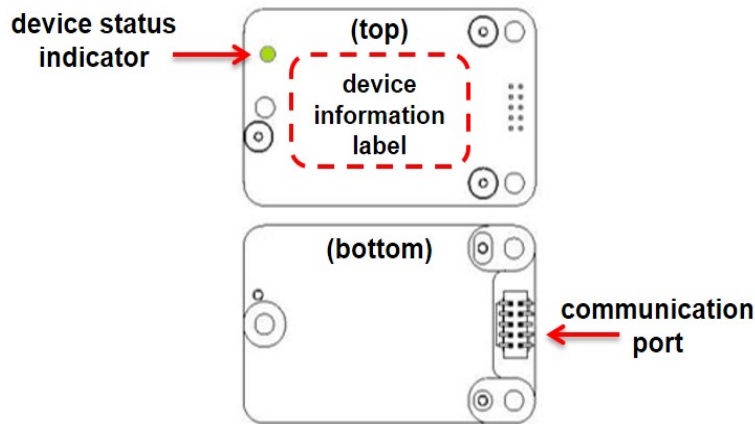 device status
indicator
(top)
device
information
label
(bottom)
communication
port